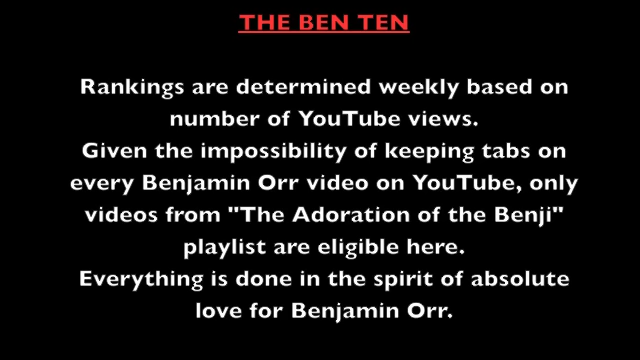 THE BEN TEN
Rankings are determined weekly based on
number of YouTube views.
Given the impossibility of keeping tabs on
every Benjamin Orr video on YouTube, only
videos from "The Adoration of the Benji"
playlist are eligible here.
Everything is done in the spirit of absolute
love for Benjamin Orr.